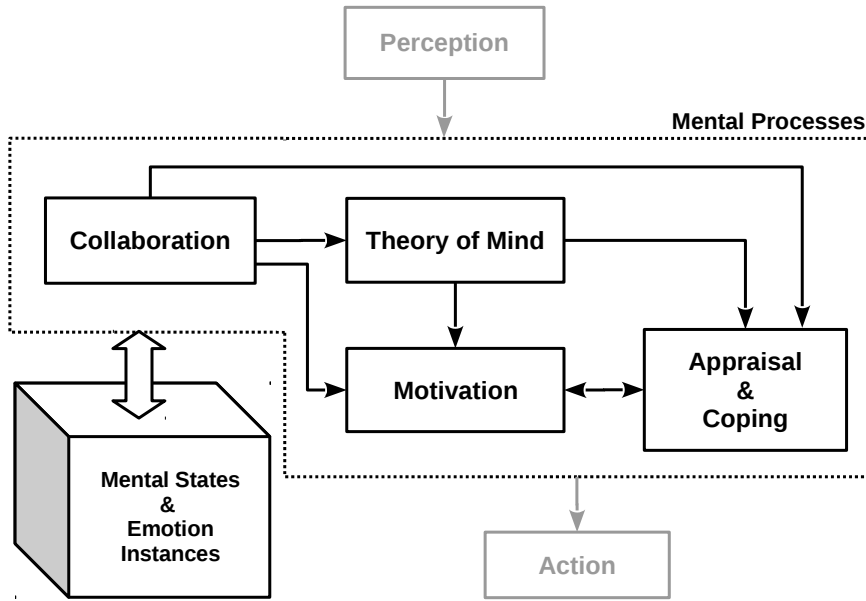 Perception
Mental Processes
Collaboration
Theory of Mind
Motivation
Appraisal
&
Coping
Mental States
&
Emotion
Instances
Action